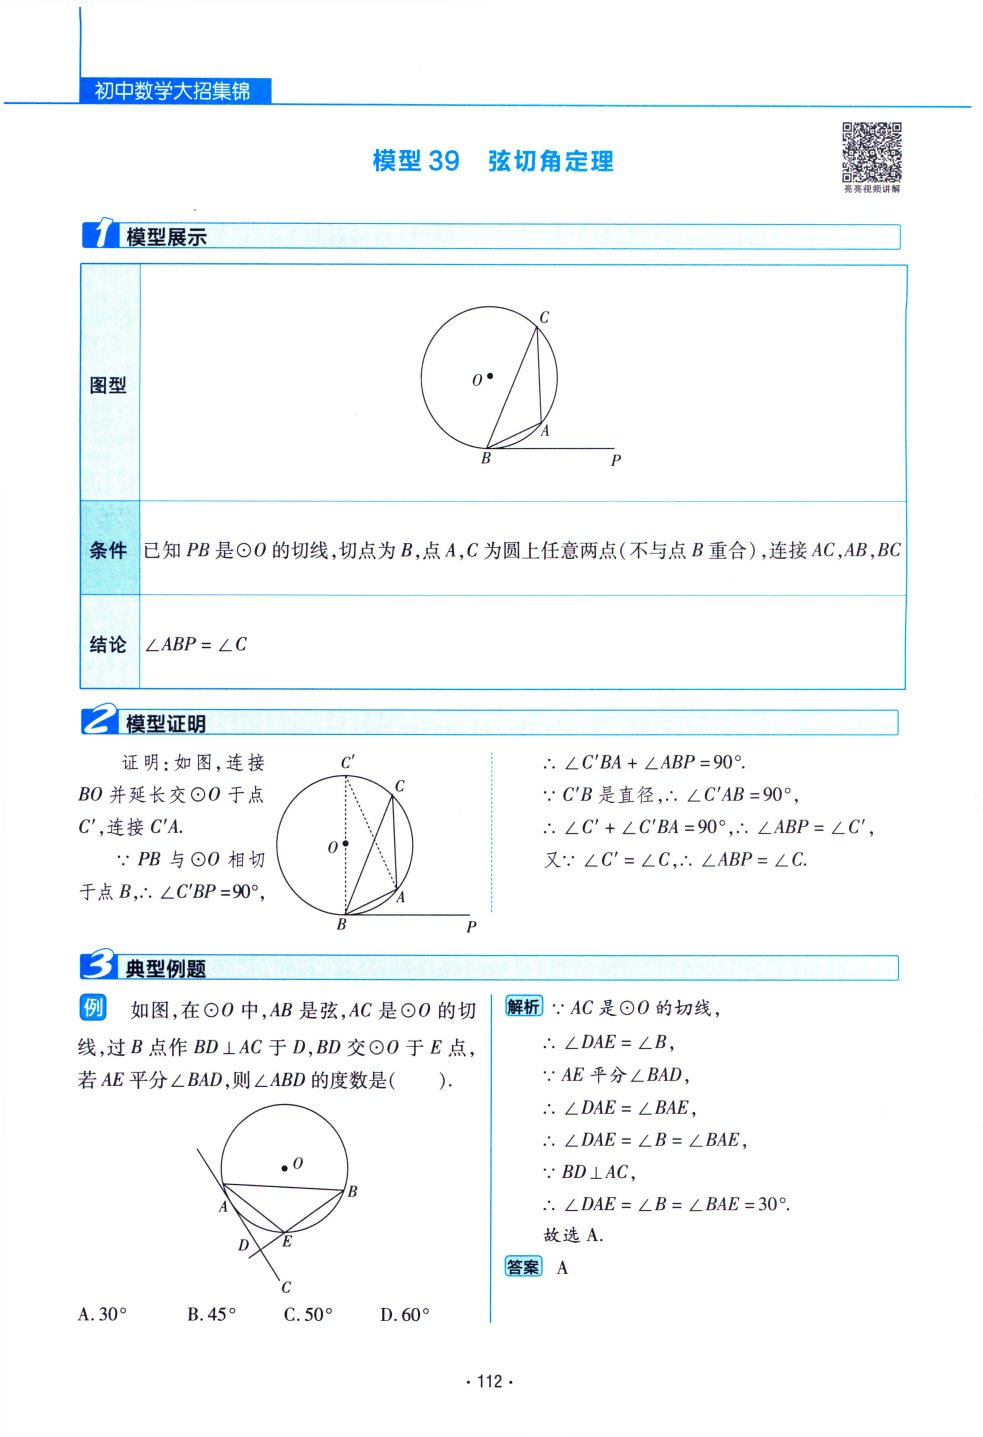 初中数学大招集锦
模型 39 弦切角定理
亮亮视频讲解
1 模型展示
图型
C
O
A
B
P
条件 已知 PB 是⊙O 的切线,切点为 B,点 A,C 为圆上任意两点(不与点 B 重合),连接 AC,AB,BC
结论 ∠ABP = ∠C
2 模型证明
证明:如图,连接
BO 并延长交⊙O 于点
C′,连接 C′A.
∵ PB 与⊙O 相切
于点 B,∴ ∠C′BP =90°,
C′
C
O
A
B
P
∴ ∠C′BA + ∠ABP =90°.
∵ C′B 是直径,∴ ∠C′AB =90°,
∴ ∠C′ + ∠C′BA =90°,∴ ∠ABP = ∠C′,
又∵ ∠C′ = ∠C,∴ ∠ABP = ∠C.
3 典型例题
例 如图,在⊙O 中,AB 是弦,AC 是⊙O 的切
线,过 B 点作 BD⊥AC 于 D,BD 交⊙O 于 E 点,
若 AE 平分∠BAD,则∠ABD 的度数是( ).
O
B
A
D
E
C
A. 30° B. 45° C. 50° D. 60°
解析 ∵ AC 是⊙O 的切线,
∴ ∠DAE = ∠B,
∵ AE 平分∠BAD,
∴ ∠DAE = ∠BAE,
∴ ∠DAE = ∠B = ∠BAE,
∵ BD⊥AC,
∴ ∠DAE = ∠B = ∠BAE =30°.
故选 A.
答案 A
· 112 ·